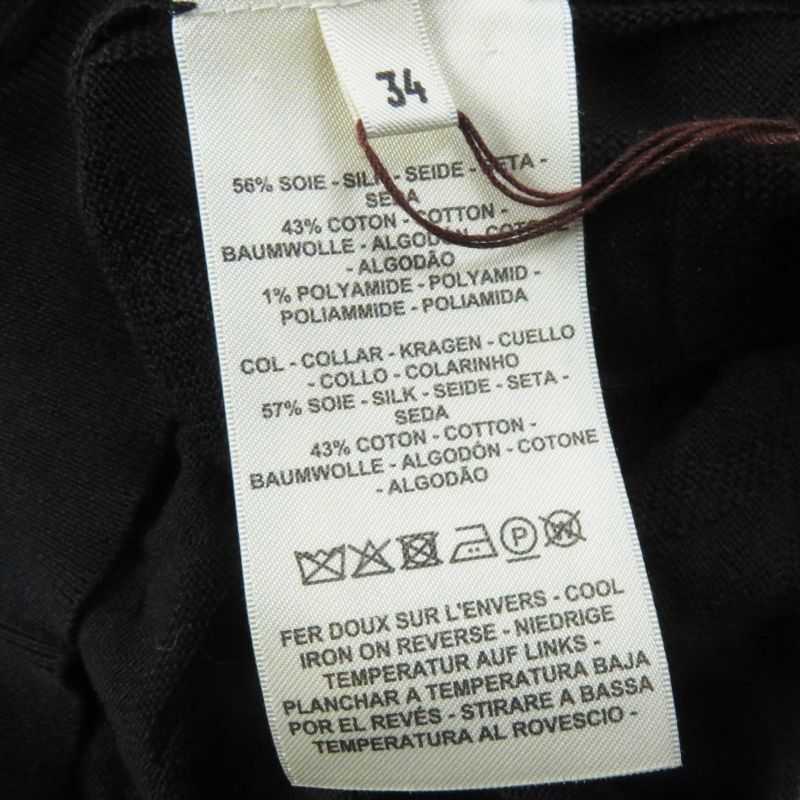 34
56% SOIE - SILK - SEIDE - SETA -
SEDA
43% COTON - COTTON -
BAUMWOLLE - ALGODÓN - COTONE
- ALGODÃO
1% POLYAMIDE - POLYAMID -
POLIAMMIDE - POLIAMIDA
COL - COLLAR - KRAGEN - CUELLO
- COLLO - COLARINHO
57% SOIE - SILK - SEIDE - SETA -
SEDA
43% COTON - COTTON -
BAUMWOLLE - ALGODÓN - COTONE
- ALGODÃO
P
FER DOUX SUR L'ENVERS - COOL
IRON ON REVERSE - NIEDRIGE
TEMPERATUR AUF LINKS -
PLANCHAR A TEMPERATURA BAJA
POR EL REVÉS - STIRARE A BASSA
TEMPERATURA AL ROVESCIO -